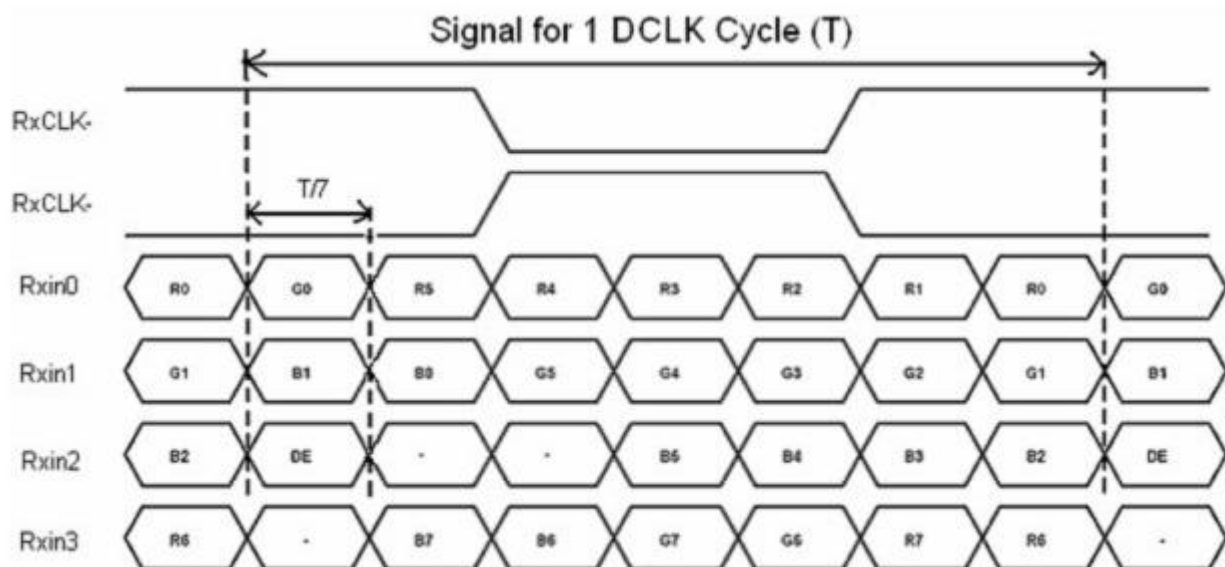 Signal for 1 DCLK Cycle (T)
RxCLK-
T/7
RxCLK-
Rxin0 R0 G0 R5 R4 R3 R2 R1 R0 G0
Rxin1 G1 B1 B0 G5 G4 G3 G2 G1 B1
Rxin2 B2 DE - - B5 B4 B3 B2 DE
Rxin3 R6 - B7 B6 G7 G6 R7 R6 -